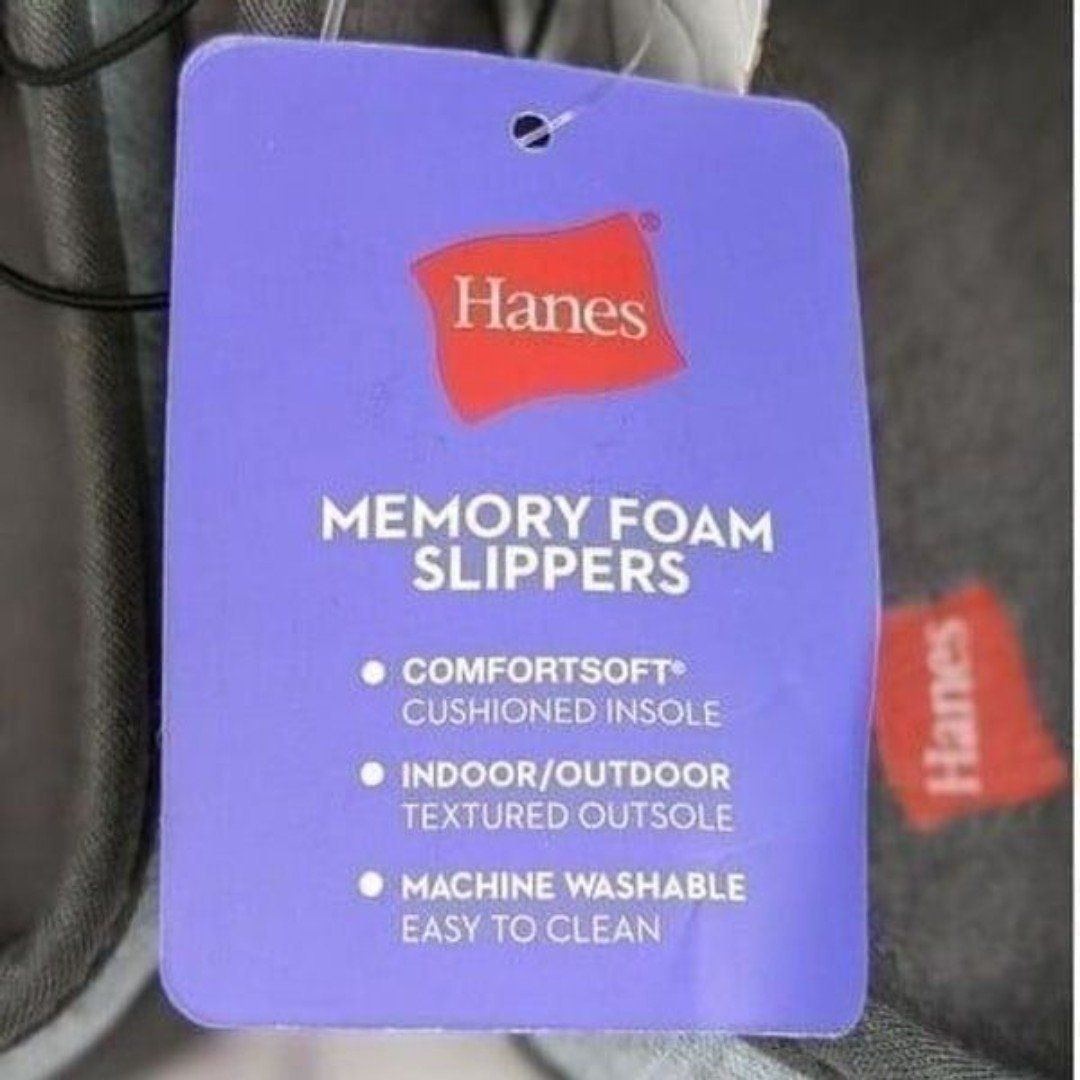 Hanes®
MEMORY FOAM
SLIPPERS
● COMFORTSOFT®
CUSHIONED INSOLE
● INDOOR/OUTDOOR
TEXTURED OUTSOLE
● MACHINE WASHABLE
EASY TO CLEAN
Hanes